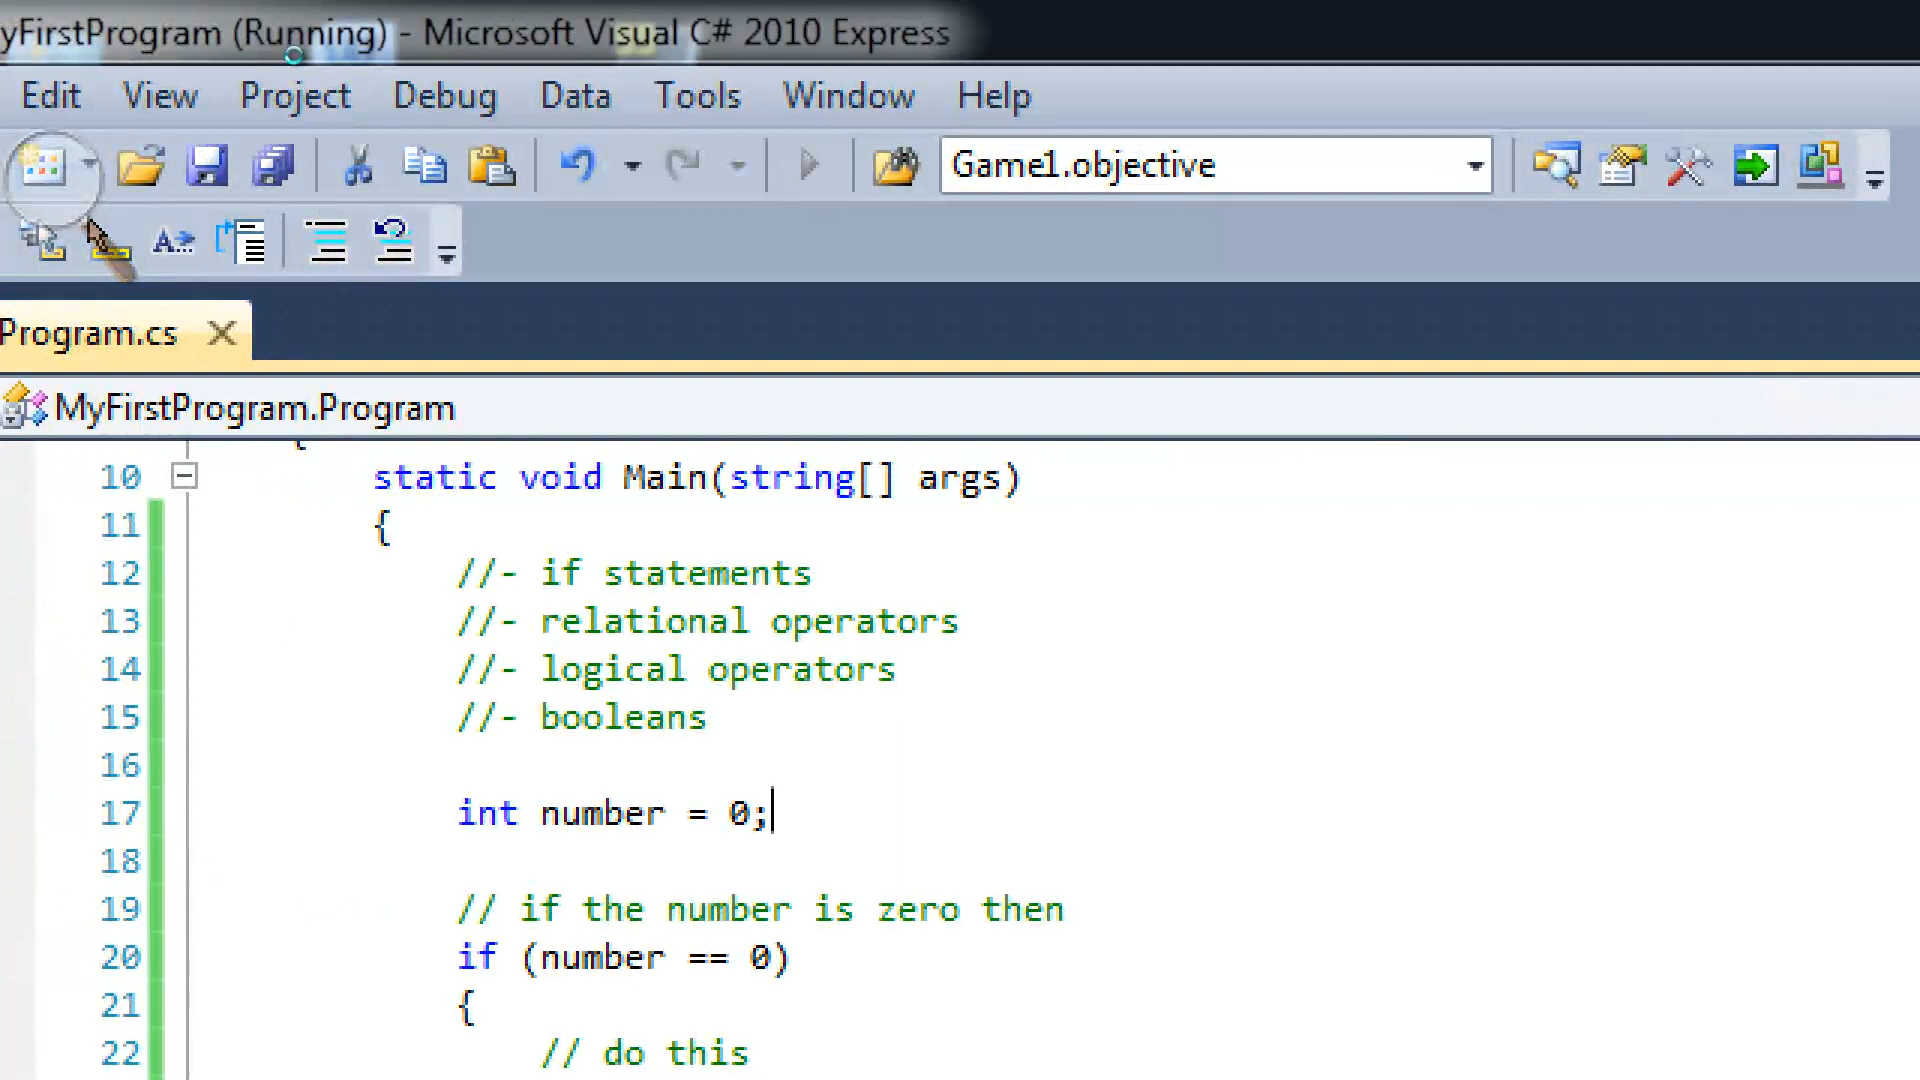 yFirstProgram (Running) - Microsoft Visual C# 2010 Express
Edit View Project Debug Data Tools Window Help
Game1.objective
A
Program.cs
MyFirstProgram.Program
10 static void Main(string[] args)
11 {
12 //- if statements
13 //- relational operators
14 //- logical operators
15 //- booleans
16
17 int number = 0;
18
19 // if the number is zero then
20 if (number == 0)
21 {
22 // do this